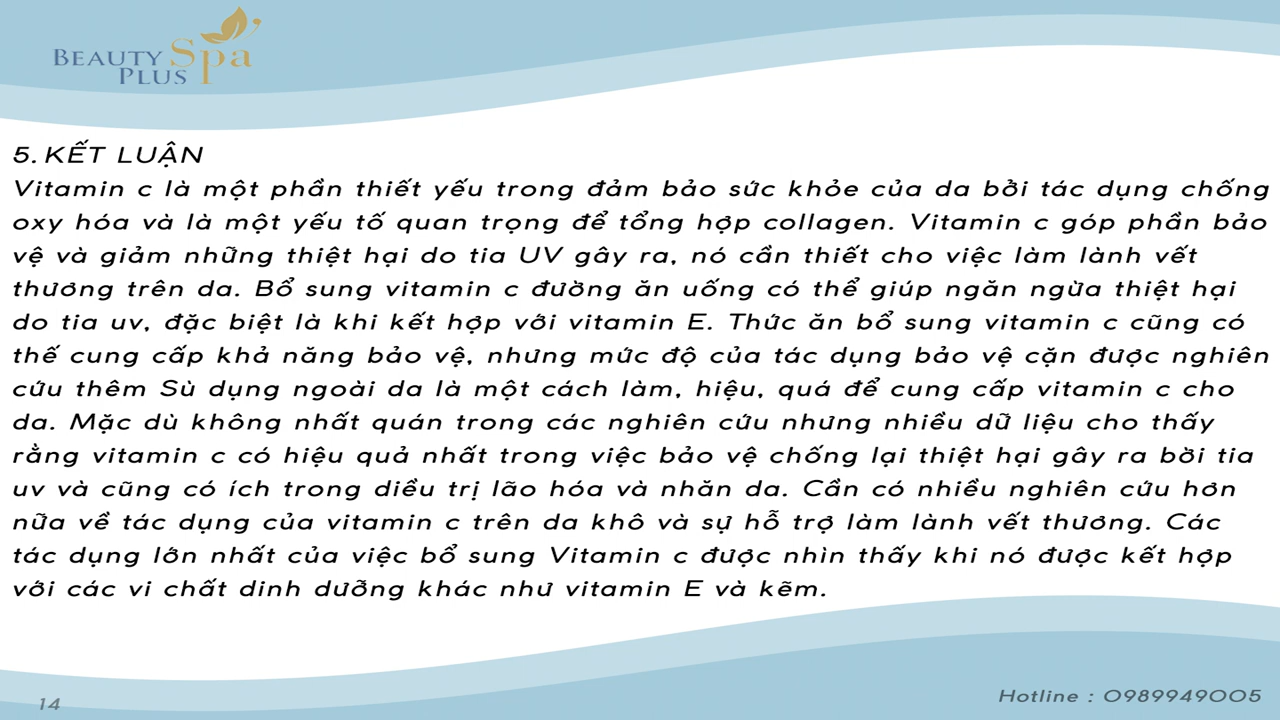 BEAUTY Spa
PLUS
5. KẾT LUẬN
Vitamin c là một phần thiết yếu trong đảm bảo sức khỏe của da bởi tác dụng chống
oxy hóa và là một yếu tố quan trọng để tổng hợp collagen. Vitamin c góp phần bảo
vệ và giảm những thiệt hại do tia UV gây ra, nó cần thiết cho việc làm lành vết
thương trên da. Bổ sung vitamin c đường ăn uống có thể giúp ngăn ngừa thiệt hại
do tia uv, đặc biệt là khi kết hợp với vitamin E. Thức ăn bổ sung vitamin c cũng có
thế cung cấp khả năng bảo vệ, nhưng mức độ của tác dụng bảo vệ cặn được nghiên
cứu thêm Sù dụng ngoài da là một cách làm, hiệu, quá để cung cấp vitamin c cho
da. Mặc dù không nhất quán trong các nghiên cứu nhưng nhiều dữ liệu cho thấy
rằng vitamin c có hiệu quả nhất trong việc bảo vệ chống lại thiệt hại gây ra bời tia
uv và cũng có ích trong diều trị lão hóa và nhăn da. Cần có nhiều nghiên cứu hơn
nữa về tác dụng của vitamin c trên da khô và sự hỗ trợ làm lành vết thương. Các
tác dụng lớn nhất của việc bổ sung Vitamin c được nhìn thấy khi nó được kết hợp
với các vi chất dinh dưỡng khác như vitamin E và kẽm.
14
Hotline : 0989949005